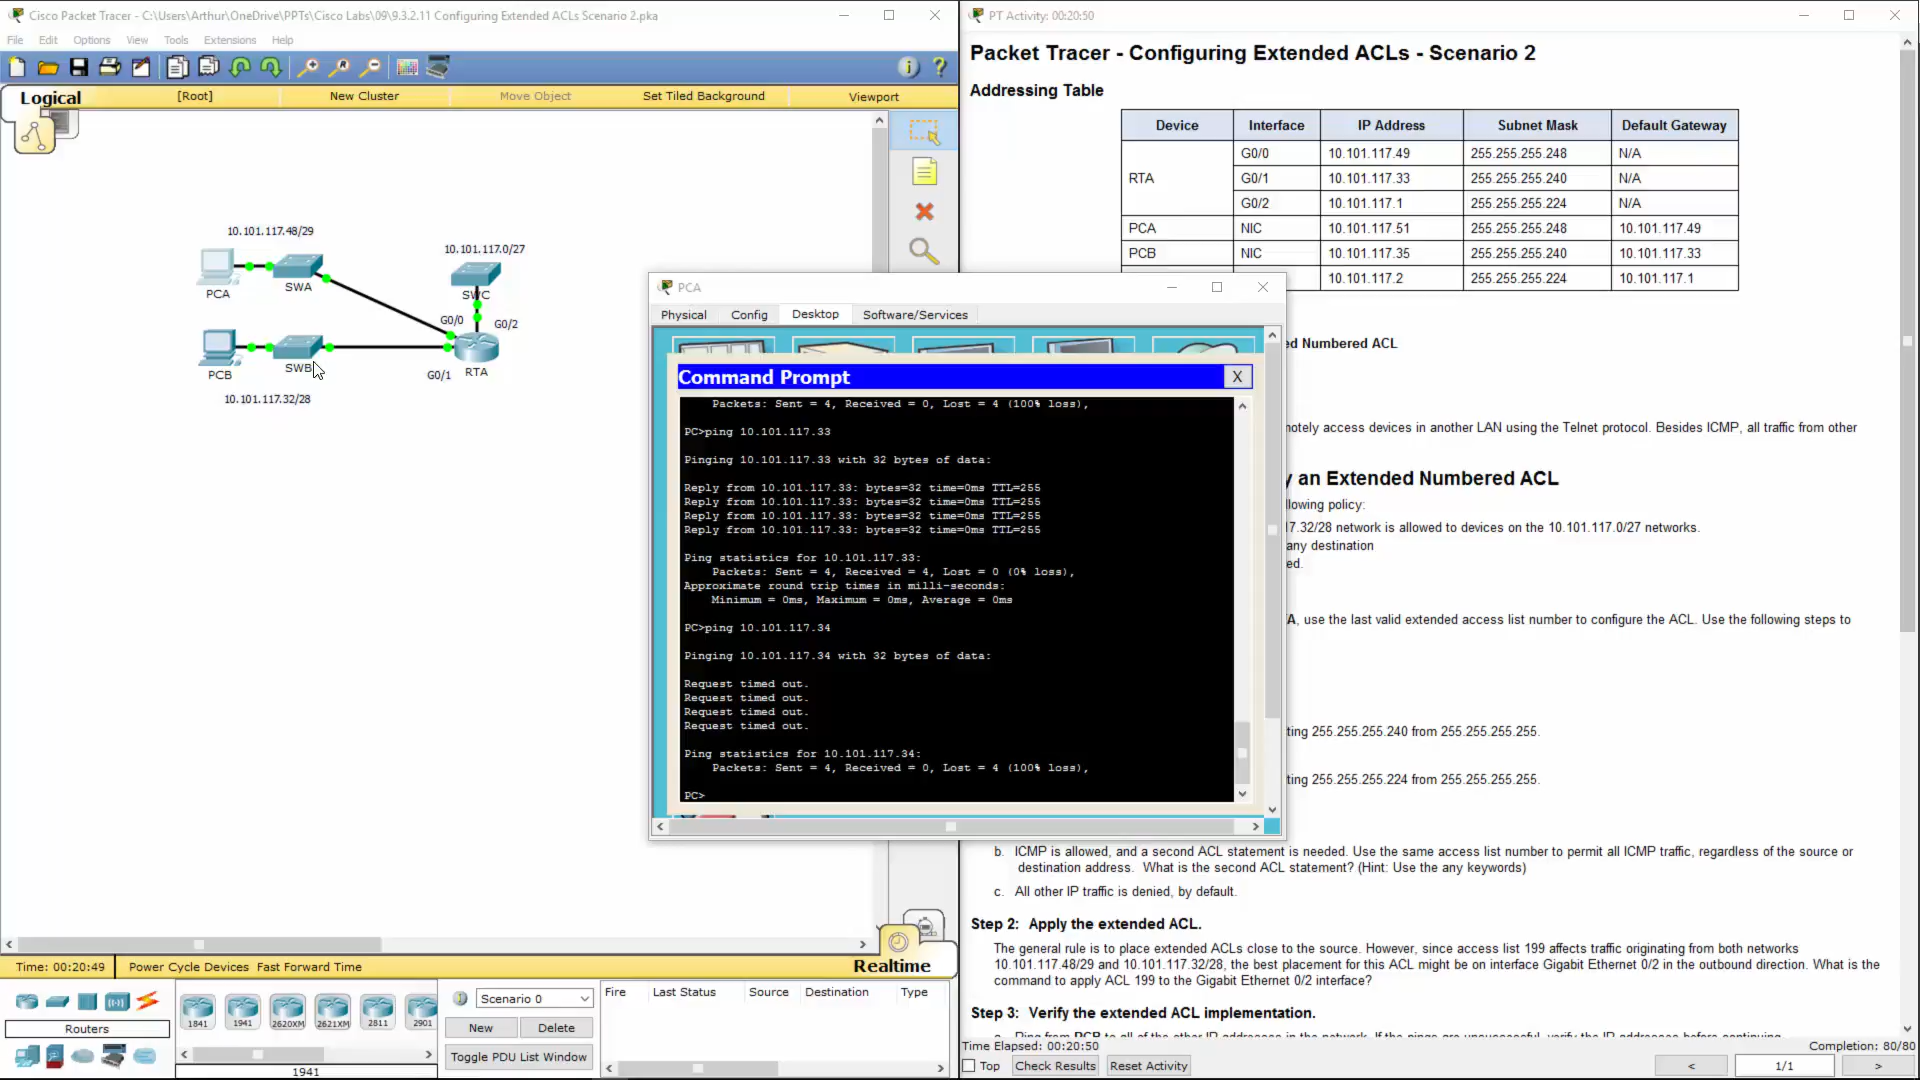 Cisco Packet Tracer - C:\Users\Arthur\OneDrive\PPTs\Cisco Labs\09\9.3.2.11 Configuring Extended ACLs Scenario 2.pka
File Edit Options View Tools Extensions Help
Logical [Root] New Cluster Move Object Set Tiled Background Viewport
10.101.117.48/29
10.101.117.0/27
PCA SWA SWC
G0/0 G0/2
PCB SWB G0/1 RTA
10.101.117.32/28
PCA
Physical Config Desktop Software/Services
Command Prompt X
Packets: Sent = 4, Received = 0, Lost = 4 (100% loss),
PC>ping 10.101.117.33
Pinging 10.101.117.33 with 32 bytes of data:
Reply from 10.101.117.33: bytes=32 time=0ms TTL=255
Reply from 10.101.117.33: bytes=32 time=0ms TTL=255
Reply from 10.101.117.33: bytes=32 time=0ms TTL=255
Reply from 10.101.117.33: bytes=32 time=0ms TTL=255
Ping statistics for 10.101.117.33:
Packets: Sent = 4, Received = 4, Lost = 0 (0% loss),
Approximate round trip times in milli-seconds:
Minimum = 0ms, Maximum = 0ms, Average = 0ms
PC>ping 10.101.117.34
Pinging 10.101.117.34 with 32 bytes of data:
Request timed out.
Request timed out.
Request timed out.
Request timed out.
Ping statistics for 10.101.117.34:
Packets: Sent = 4, Received = 0, Lost = 4 (100% loss),
PC>
Time: 00:20:49 Power Cycle Devices Fast Forward Time Realtime
Routers
1841 1941 2620XM 2621XM 2811 2901
1941
Scenario 0
New Delete
Toggle PDU List Window
Fire Last Status Source Destination Type
PT Activity: 00:20:50
Packet Tracer - Configuring Extended ACLs - Scenario 2
Addressing Table
Device Interface IP Address Subnet Mask Default Gateway
RTA
G0/0 10.101.117.49 255.255.255.248 N/A
G0/1 10.101.117.33 255.255.255.240 N/A
G0/2 10.101.117.1 255.255.255.224 N/A
PCA NIC 10.101.117.51 255.255.255.248 10.101.117.49
PCB NIC 10.101.117.35 255.255.255.240 10.101.117.33
10.101.117.2 255.255.255.224 10.101.117.1
ed Numbered ACL
notely access devices in another LAN using the Telnet protocol. Besides ICMP, all traffic from other
y an Extended Numbered ACL
lowing policy:
17.32/28 network is allowed to devices on the 10.101.117.0/27 networks.
any destination
ed.
TA, use the last valid extended access list number to configure the ACL. Use the following steps to
ting 255.255.255.240 from 255.255.255.255.
ting 255.255.255.224 from 255.255.255.255.
b. ICMP is allowed, and a second ACL statement is needed. Use the same access list number to permit all ICMP traffic, regardless of the source or
destination address. What is the second ACL statement? (Hint: Use the any keywords)
c. All other IP traffic is denied, by default.
Step 2: Apply the extended ACL.
The general rule is to place extended ACLs close to the source. However, since access list 199 affects traffic originating from both networks
10.101.117.48/29 and 10.101.117.32/28, the best placement for this ACL might be on interface Gigabit Ethernet 0/2 in the outbound direction. What is the
command to apply ACL 199 to the Gigabit Ethernet 0/2 interface?
Step 3: Verify the extended ACL implementation.
a. Ping from PCB to all of the other IP addresses in the network. If the pings are unsuccessful, verify the IP addresses before continuing.
Time Elapsed: 00:20:50 Completion: 80/80
Top Check Results Reset Activity < 1/1 >